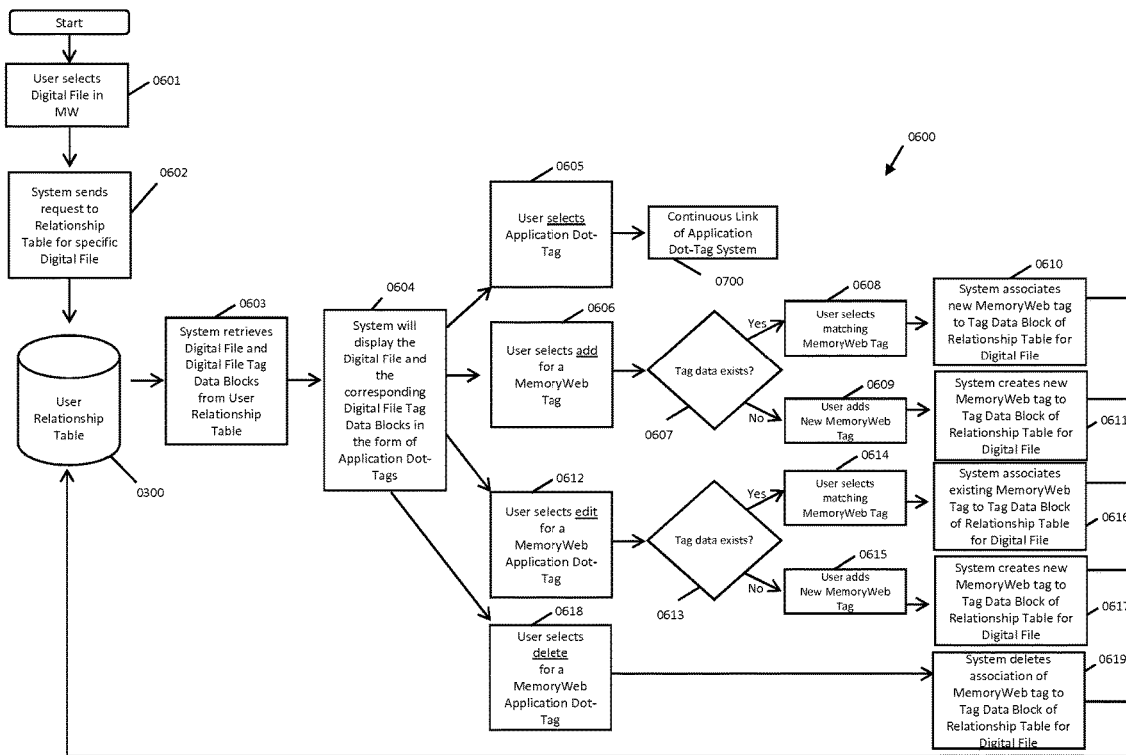 Start
User selects
Digital File in
MW
0601
System sends
request to
Relationship
Table for specific
Digital File
0602
User
Relationship
Table
0300
0603
System retrieves
Digital File and
Digital File Tag
Data Blocks
from User
Relationship
Table
0604
System will
display the
Digital File and
the
corresponding
Digital File Tag
Data Blocks in
the form of
Application Dot-
Tags
0600
0605
User selects
Application Dot-
Tag
Continuous Link
of Application
Dot-Tag System
0700
0606
User selects add
for a
MemoryWeb
Tag
Tag data exists?
0607
Yes
No
0608
User selects
matching
MemoryWeb Tag
0609
User adds
New MemoryWeb
Tag
0610
System associates
new MemoryWeb tag
to Tag Data Block of
Relationship Table for
Digital File
System creates new
MemoryWeb tag to
Tag Data Block of
Relationship Table for
Digital File
0611
0612
User selects edit
for a
MemoryWeb
Application Dot-
Tag
Tag data exists?
0613
Yes
No
0614
User selects
matching
MemoryWeb Tag
0615
User adds
New MemoryWeb
Tag
System associates
existing MemoryWeb
Tag to Tag Data Block
of Relationship Table
for Digital File
0616
System creates new
MemoryWeb tag to
Tag Data Block of
Relationship Table for
Digital File
0617
0618
User selects
delete
for a
MemoryWeb
Application Dot-
Tag
System deletes
association of
MemoryWeb tag to
Tag Data Block of
Relationship Table for
Digital File
0619